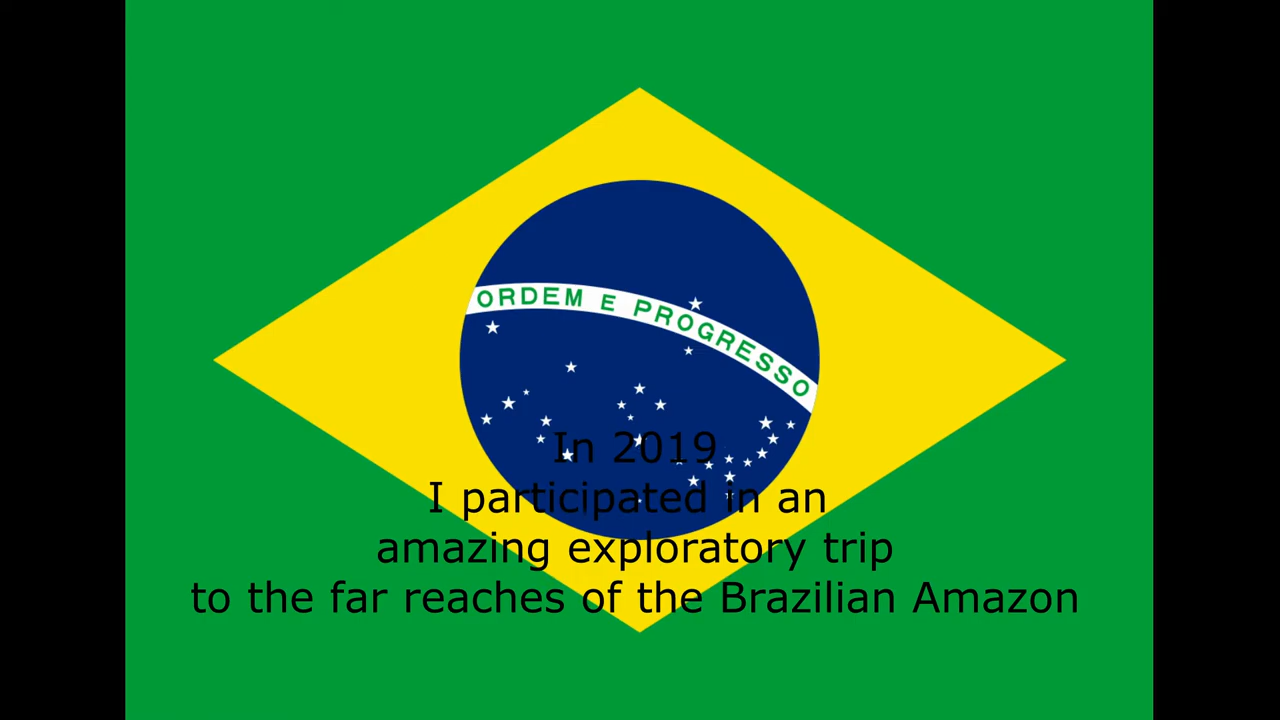 ORDEM E PROGRESSO
In 2019
I participated in an
amazing exploratory trip
to the far reaches of the Brazilian Amazon